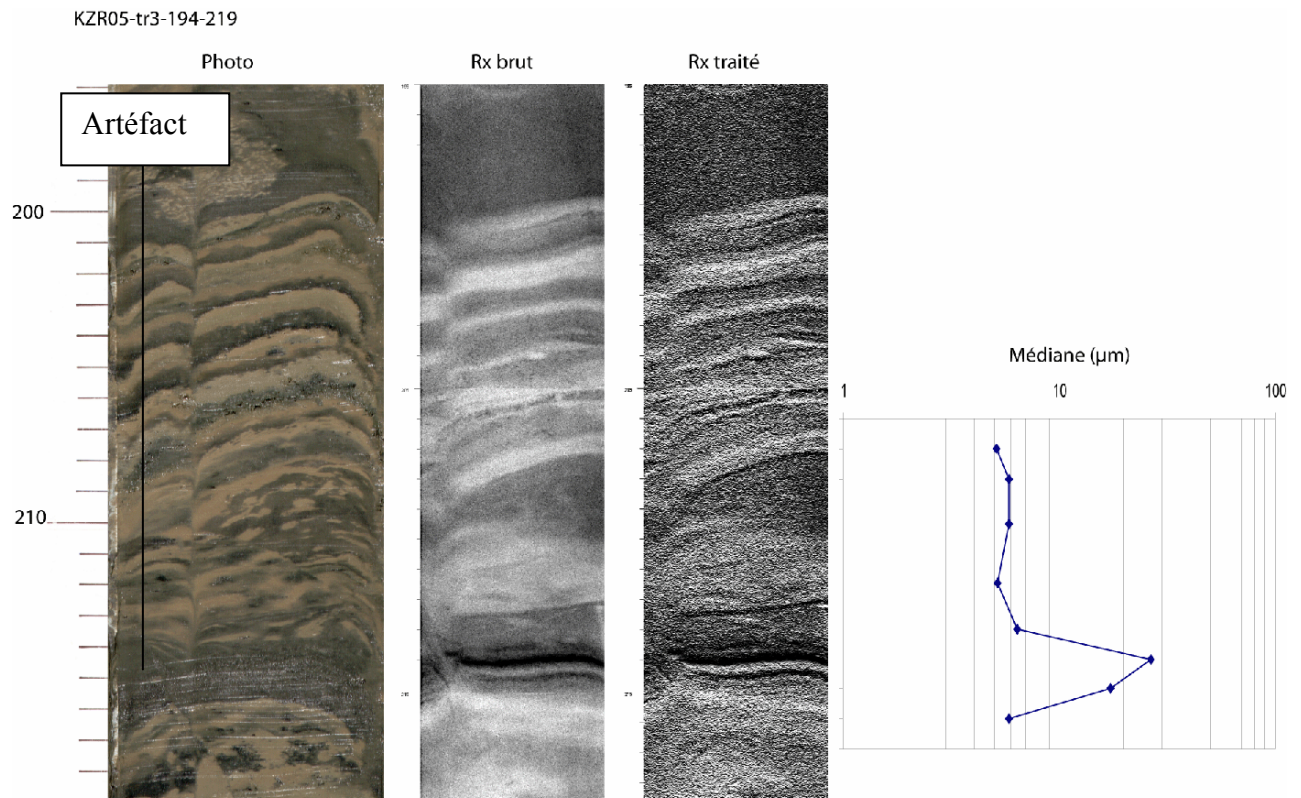 KZR05-tr3-194-219
Photo
Rx brut
Rx traité
Artéfact
200
210
Médiane (µm)
1
10
100